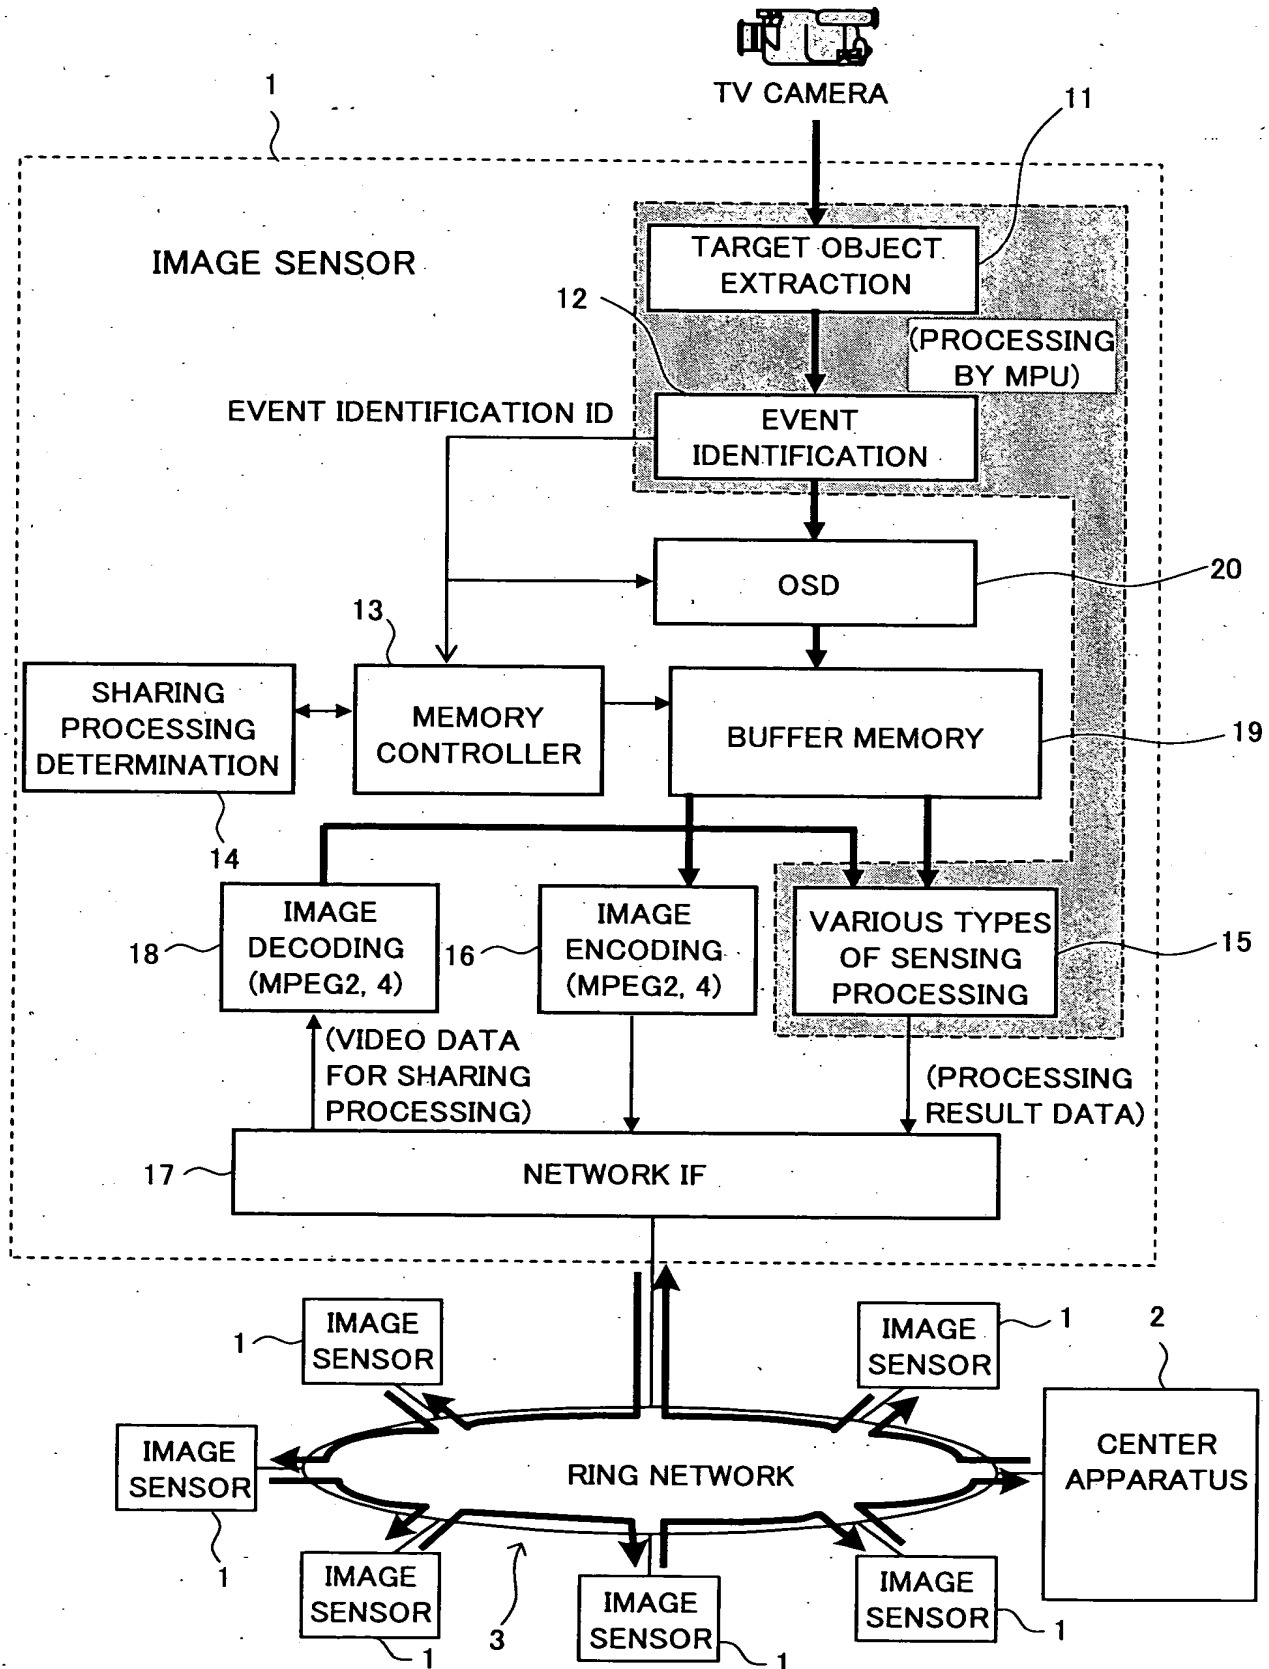 TV CAMERA
1
11
IMAGE SENSOR
TARGET OBJECT
EXTRACTION
12
(PROCESSING
BY MPU)
EVENT IDENTIFICATION ID
EVENT
IDENTIFICATION
OSD
20
13
SHARING
PROCESSING
DETERMINATION
MEMORY
CONTROLLER
BUFFER MEMORY
19
14
IMAGE
DECODING
(MPEG2, 4)
18
IMAGE
ENCODING
(MPEG2, 4)
16
VARIOUS TYPES
OF SENSING
PROCESSING
15
(VIDEO DATA
FOR SHARING
PROCESSING)
(PROCESSING
RESULT DATA)
17
NETWORK IF
1
IMAGE
SENSOR
IMAGE
SENSOR
1
2
IMAGE
SENSOR
1
RING NETWORK
CENTER
APPARATUS
IMAGE
SENSOR
1
3
IMAGE
SENSOR
1
IMAGE
SENSOR
1